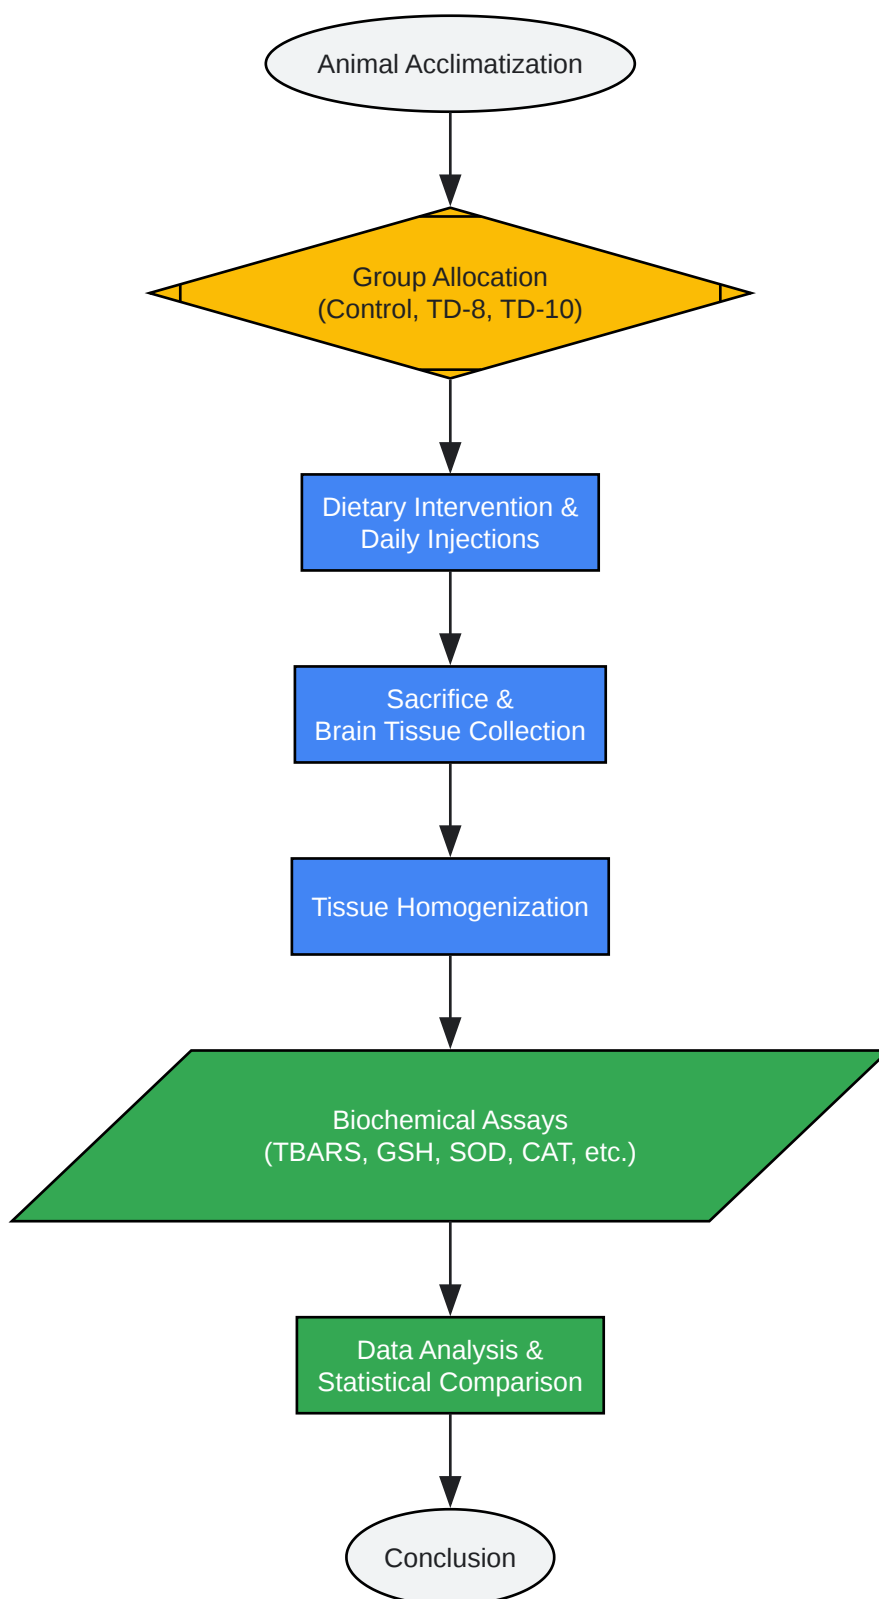 Animal Acclimatization
Group Allocation
(Control, TD-8, TD-10)
Dietary Intervention &
Daily Injections
Sacrifice &
Brain Tissue Collection
Tissue Homogenization
Biochemical Assays
(TBARS, GSH, SOD, CAT, etc.)
Data Analysis &
Statistical Comparison
Conclusion